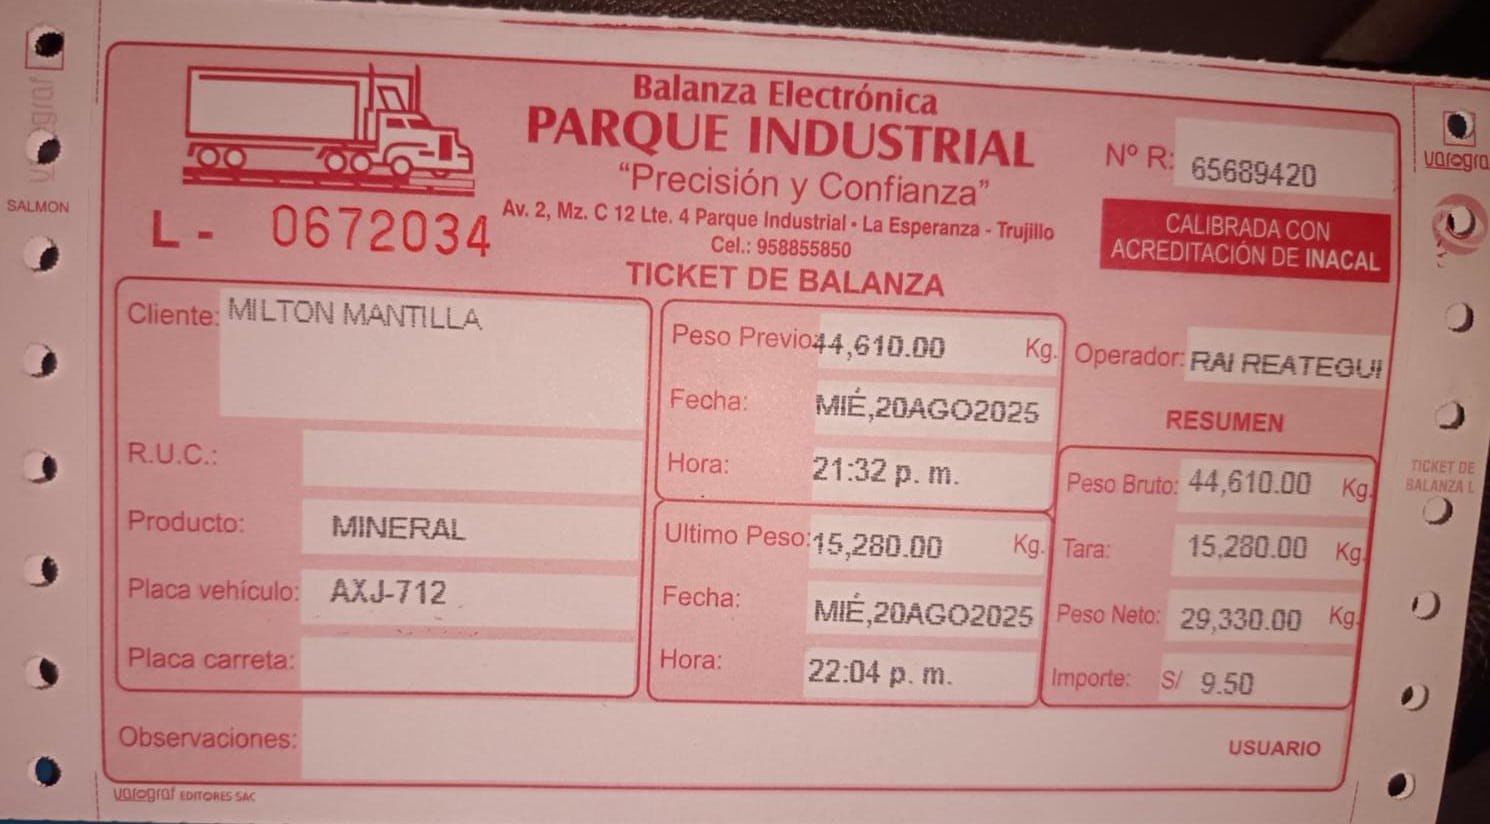 Balanza Electrónica
PARQUE INDUSTRIAL
"Precisión y Confianza"
Av. 2, Mz. C 12 Lte. 4 Parque Industrial • La Esperanza - Trujillo
Cel.: 958855850
L - 0672034
Nº R: 65689420
CALIBRADA CON
ACREDITACIÓN DE INACAL
TICKET DE BALANZA
Cliente: MILTON MANTILLA
R.U.C.:
Producto: MINERAL
Placa vehículo: AXJ-712
Placa carreta:
Peso Previo: 44,610.00 Kg.
Fecha: MIÉ,20AGO2025
Hora: 21:32 p. m.
Ultimo Peso: 15,280.00 Kg.
Fecha: MIÉ,20AGO2025
Hora: 22:04 p. m.
Operador: RAI REATEGUI
RESUMEN
Peso Bruto: 44,610.00 Kg.
Tara: 15,280.00 Kg.
Peso Neto: 29,330.00 Kg.
Importe: S/ 9.50
Observaciones:
USUARIO
varograf EDITORES SAC
varograf
SALMON
TICKET DE
BALANZA L